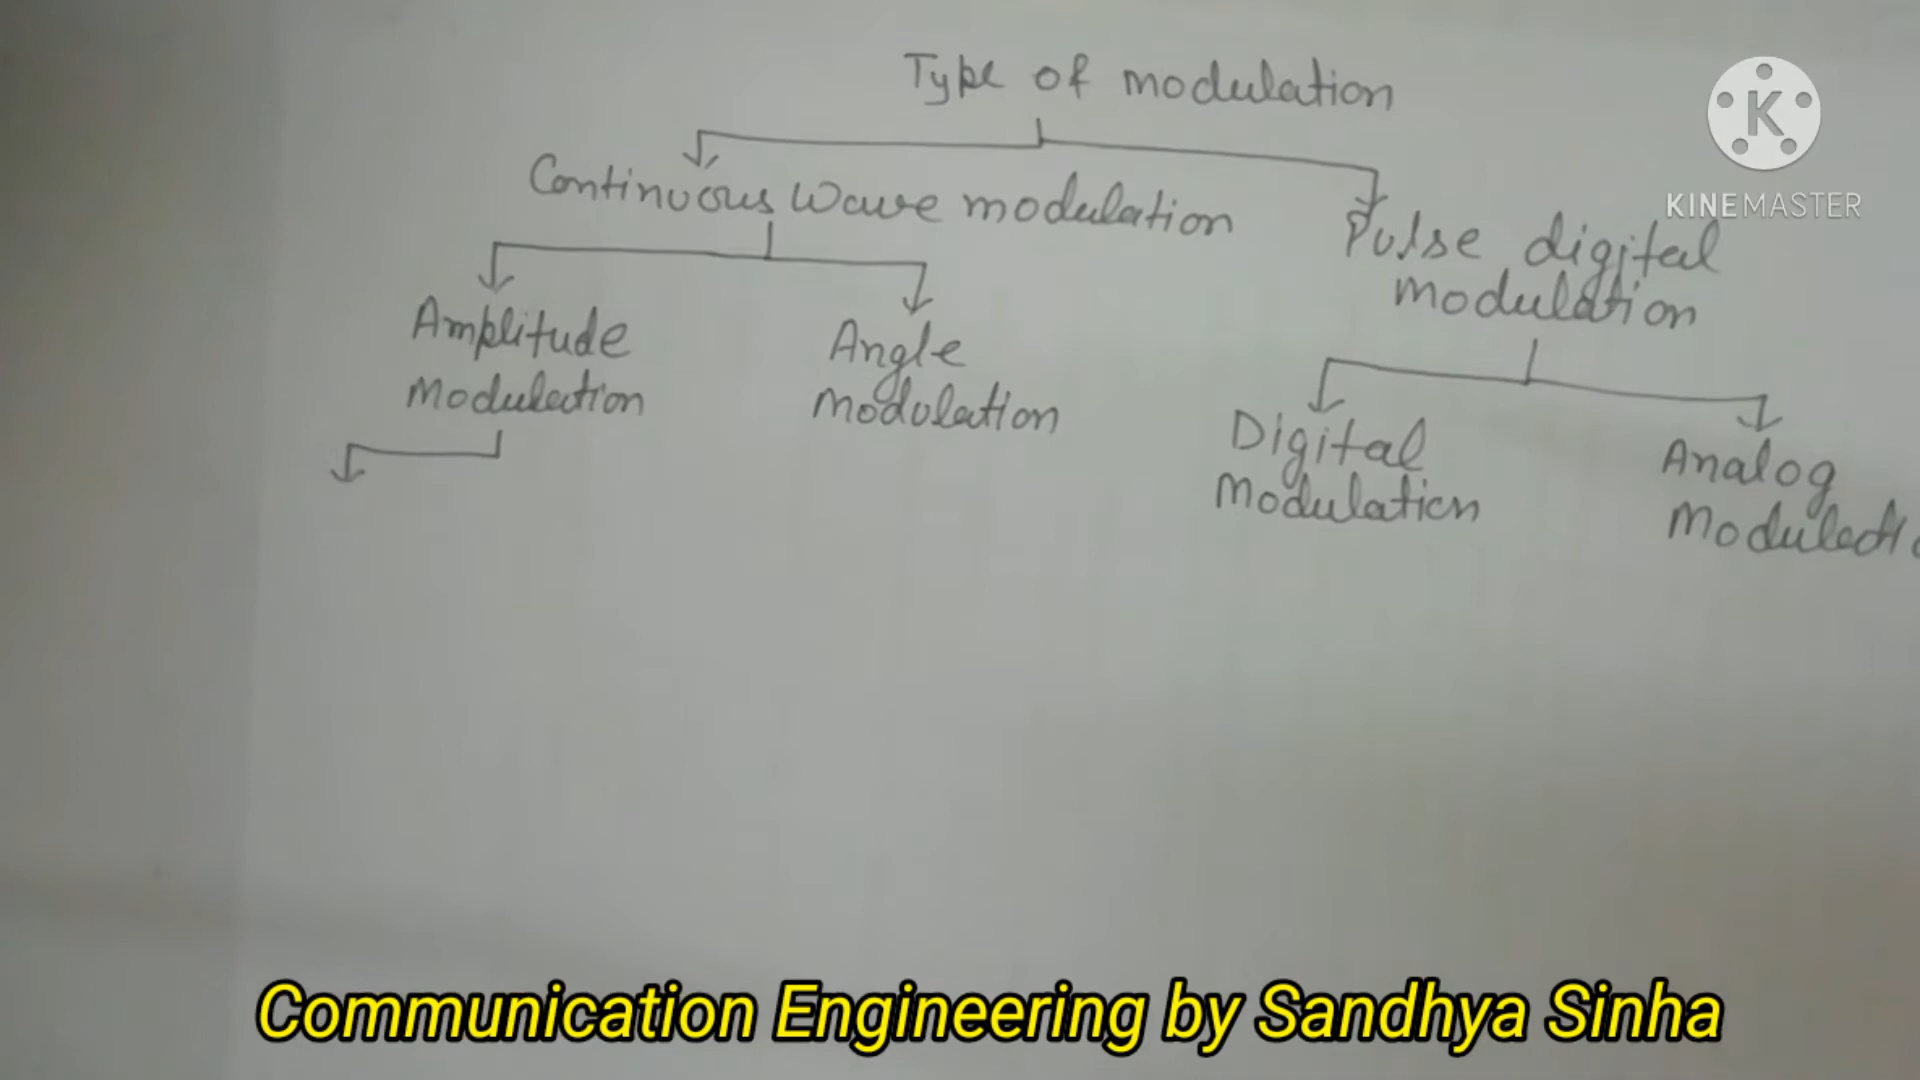 Type of modulation
Continuous Wave modulation
Pulse digital
modulation
Amplitude
Modulation
Angle
modulation
Digital
Modulation
Analog
Modulatio
KINEMASTER
Communication Engineering by Sandhya Sinha